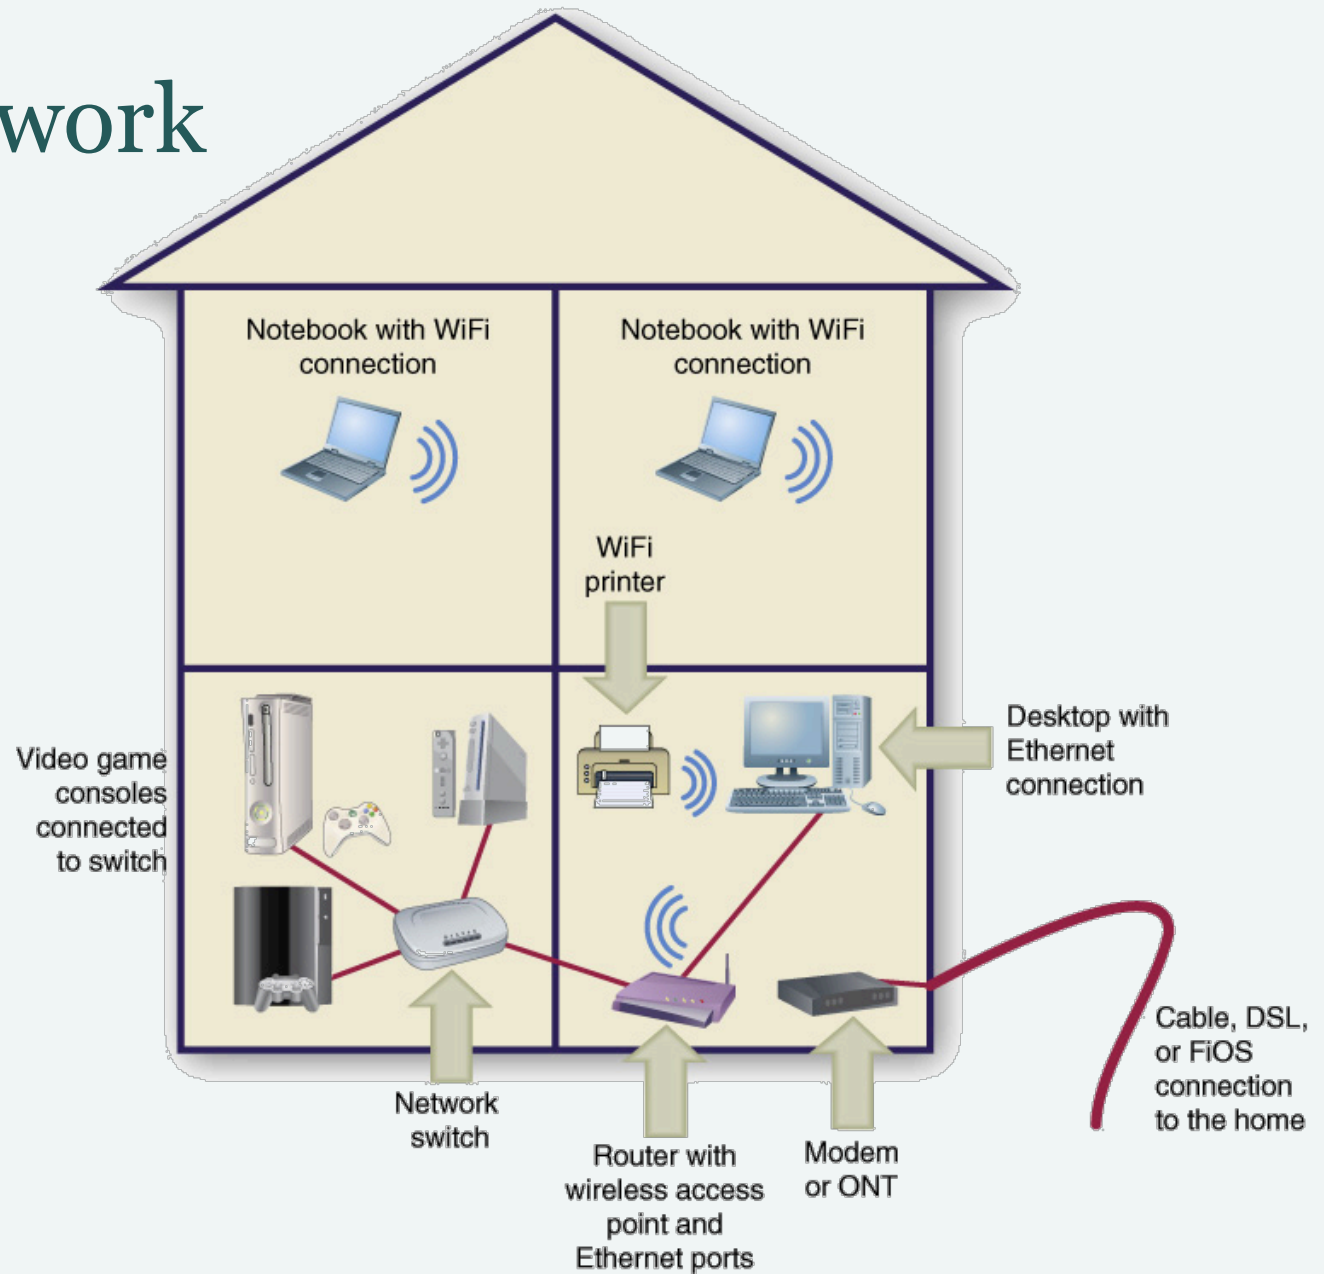 work
Notebook with WiFi
connection
Notebook with WiFi
connection
WiFi
printer
Desktop with
Ethernet
connection
Video game
consoles
connected
to switch
Cable, DSL,
or FiOS
connection
to the home
Network
switch
Router with
wireless access
point and
Ethernet ports
Modem
or ONT